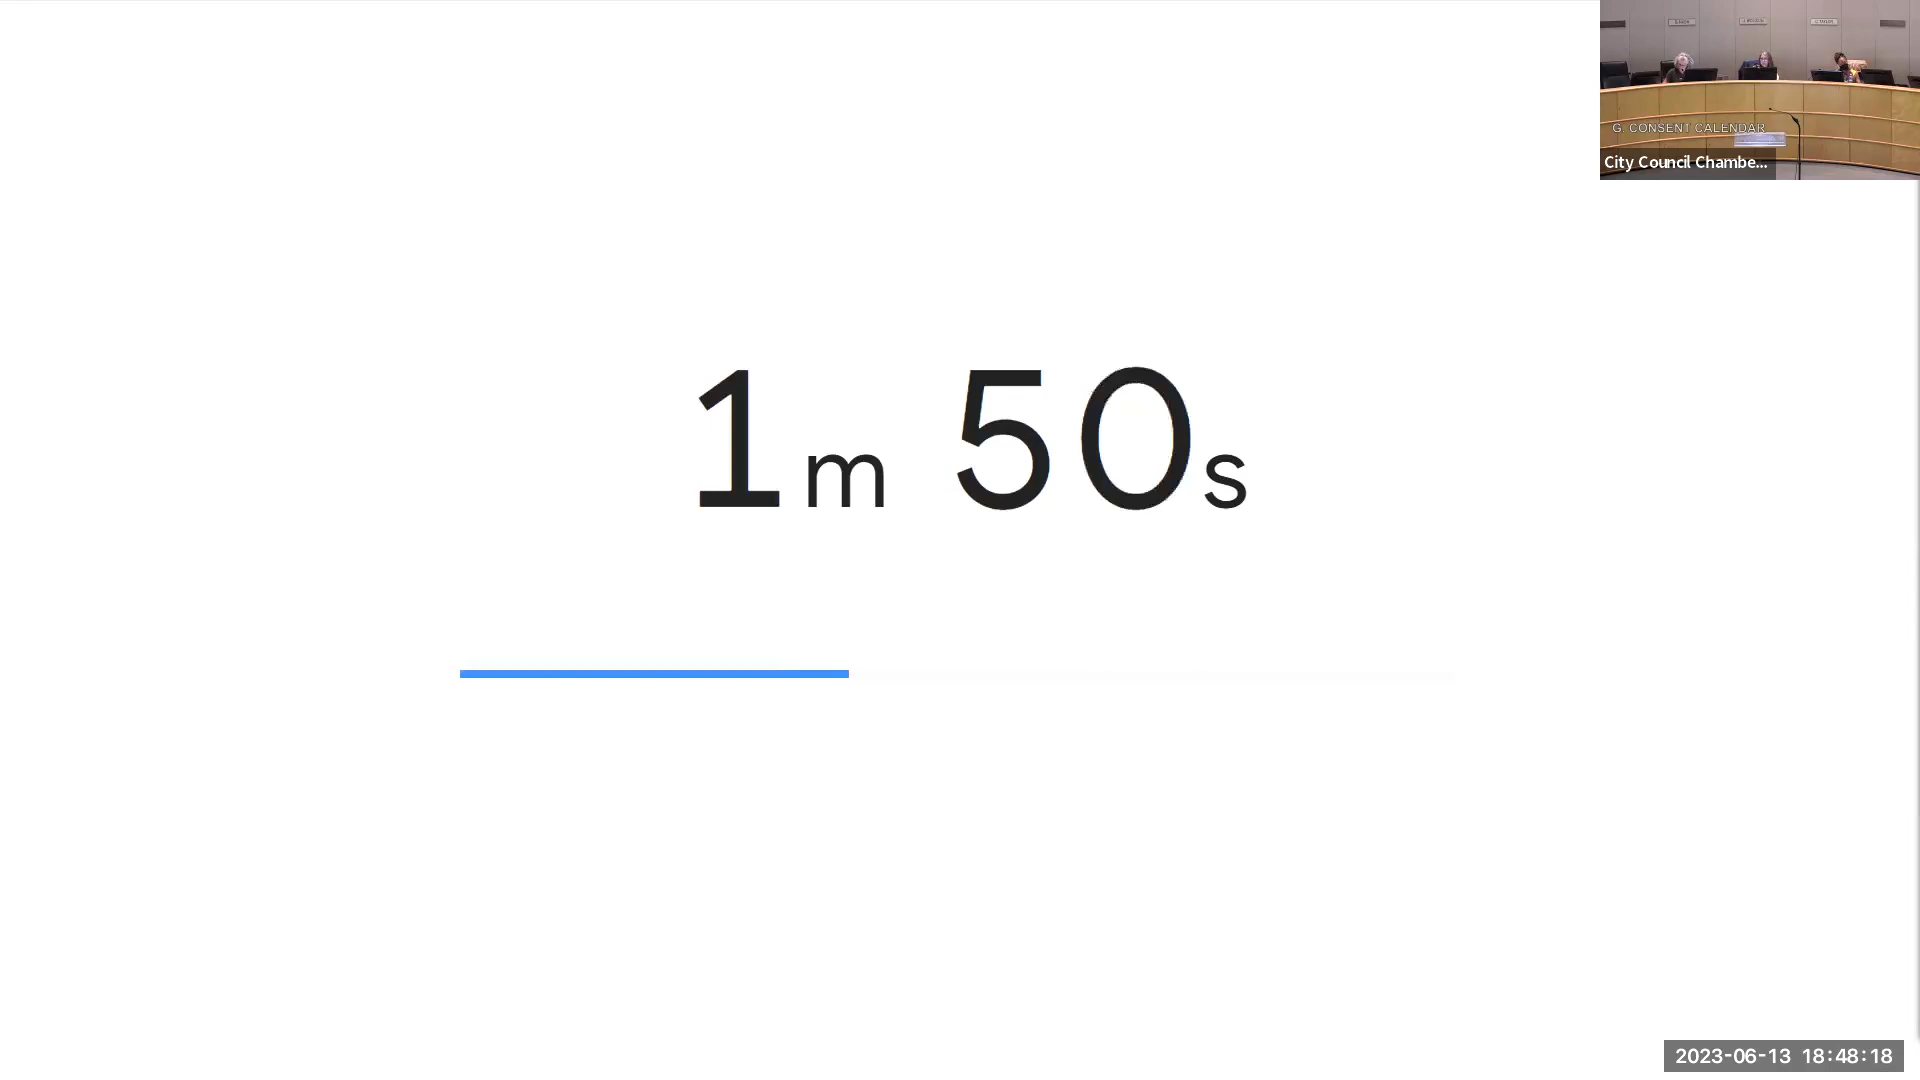 G. CONSENT CALENDAR
City Council Chambe...
1m 50s
2023-06-13 18:48:18